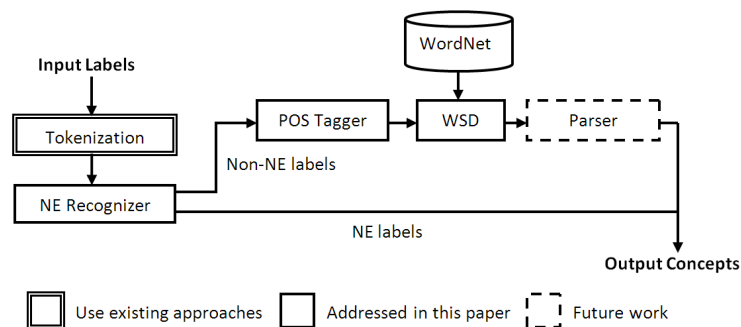 WordNet
Input Labels
POS Tagger
WSD
Parser
Tokenization
Non-NE labels
NE Recognizer
NE labels
Output Concepts
Use existing approaches
Addressed in this paper
Future work